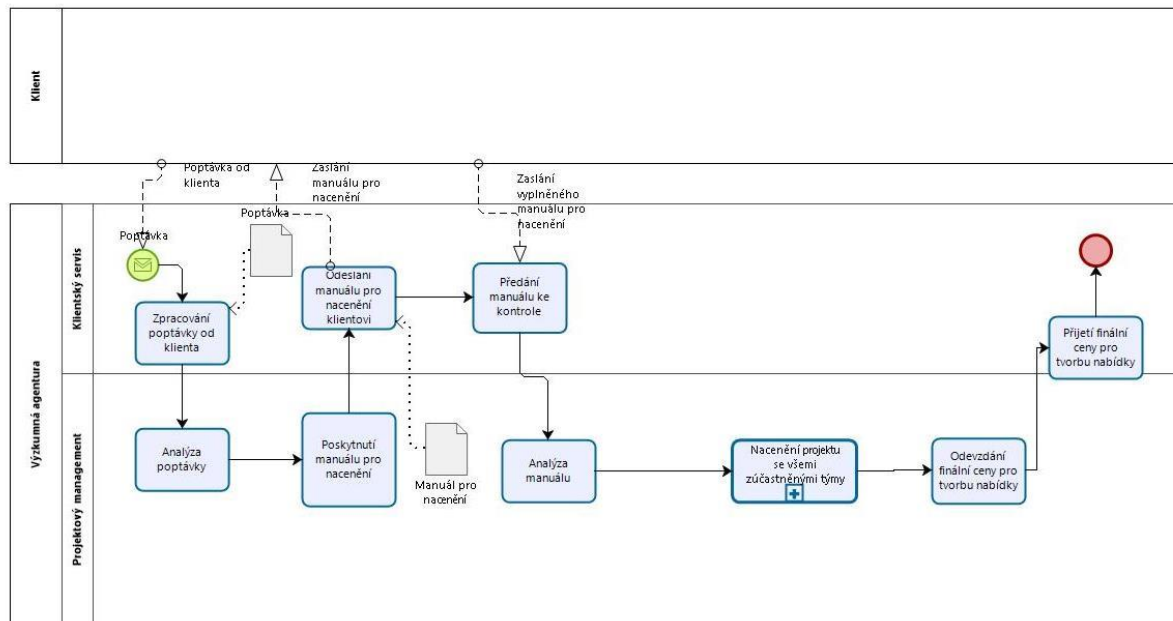 Klient
Poptávka od
klienta
Zaslání
manuálu pro
nacenění
Zaslání
vyplněného
manuálu pro
nacenění
Výzkumná agentura
Klientský servis
Poptávka
Poptávka
Zpracování
poptávky od
klienta
Odeslání
manuálu pro
nacenění
klientovi
Předání
manuálu ke
kontrole
Přijetí finální
ceny pro
tvorbu nabídky
Projektový management
Analýza
poptávky
Poskytnutí
manuálu pro
nacenění
Manuál pro
nacenění
Analýza
manuálu
Nacenění projektu
se všemi
zúčastněnými týmy
Odevzdání
finální ceny pro
tvorbu nabídky